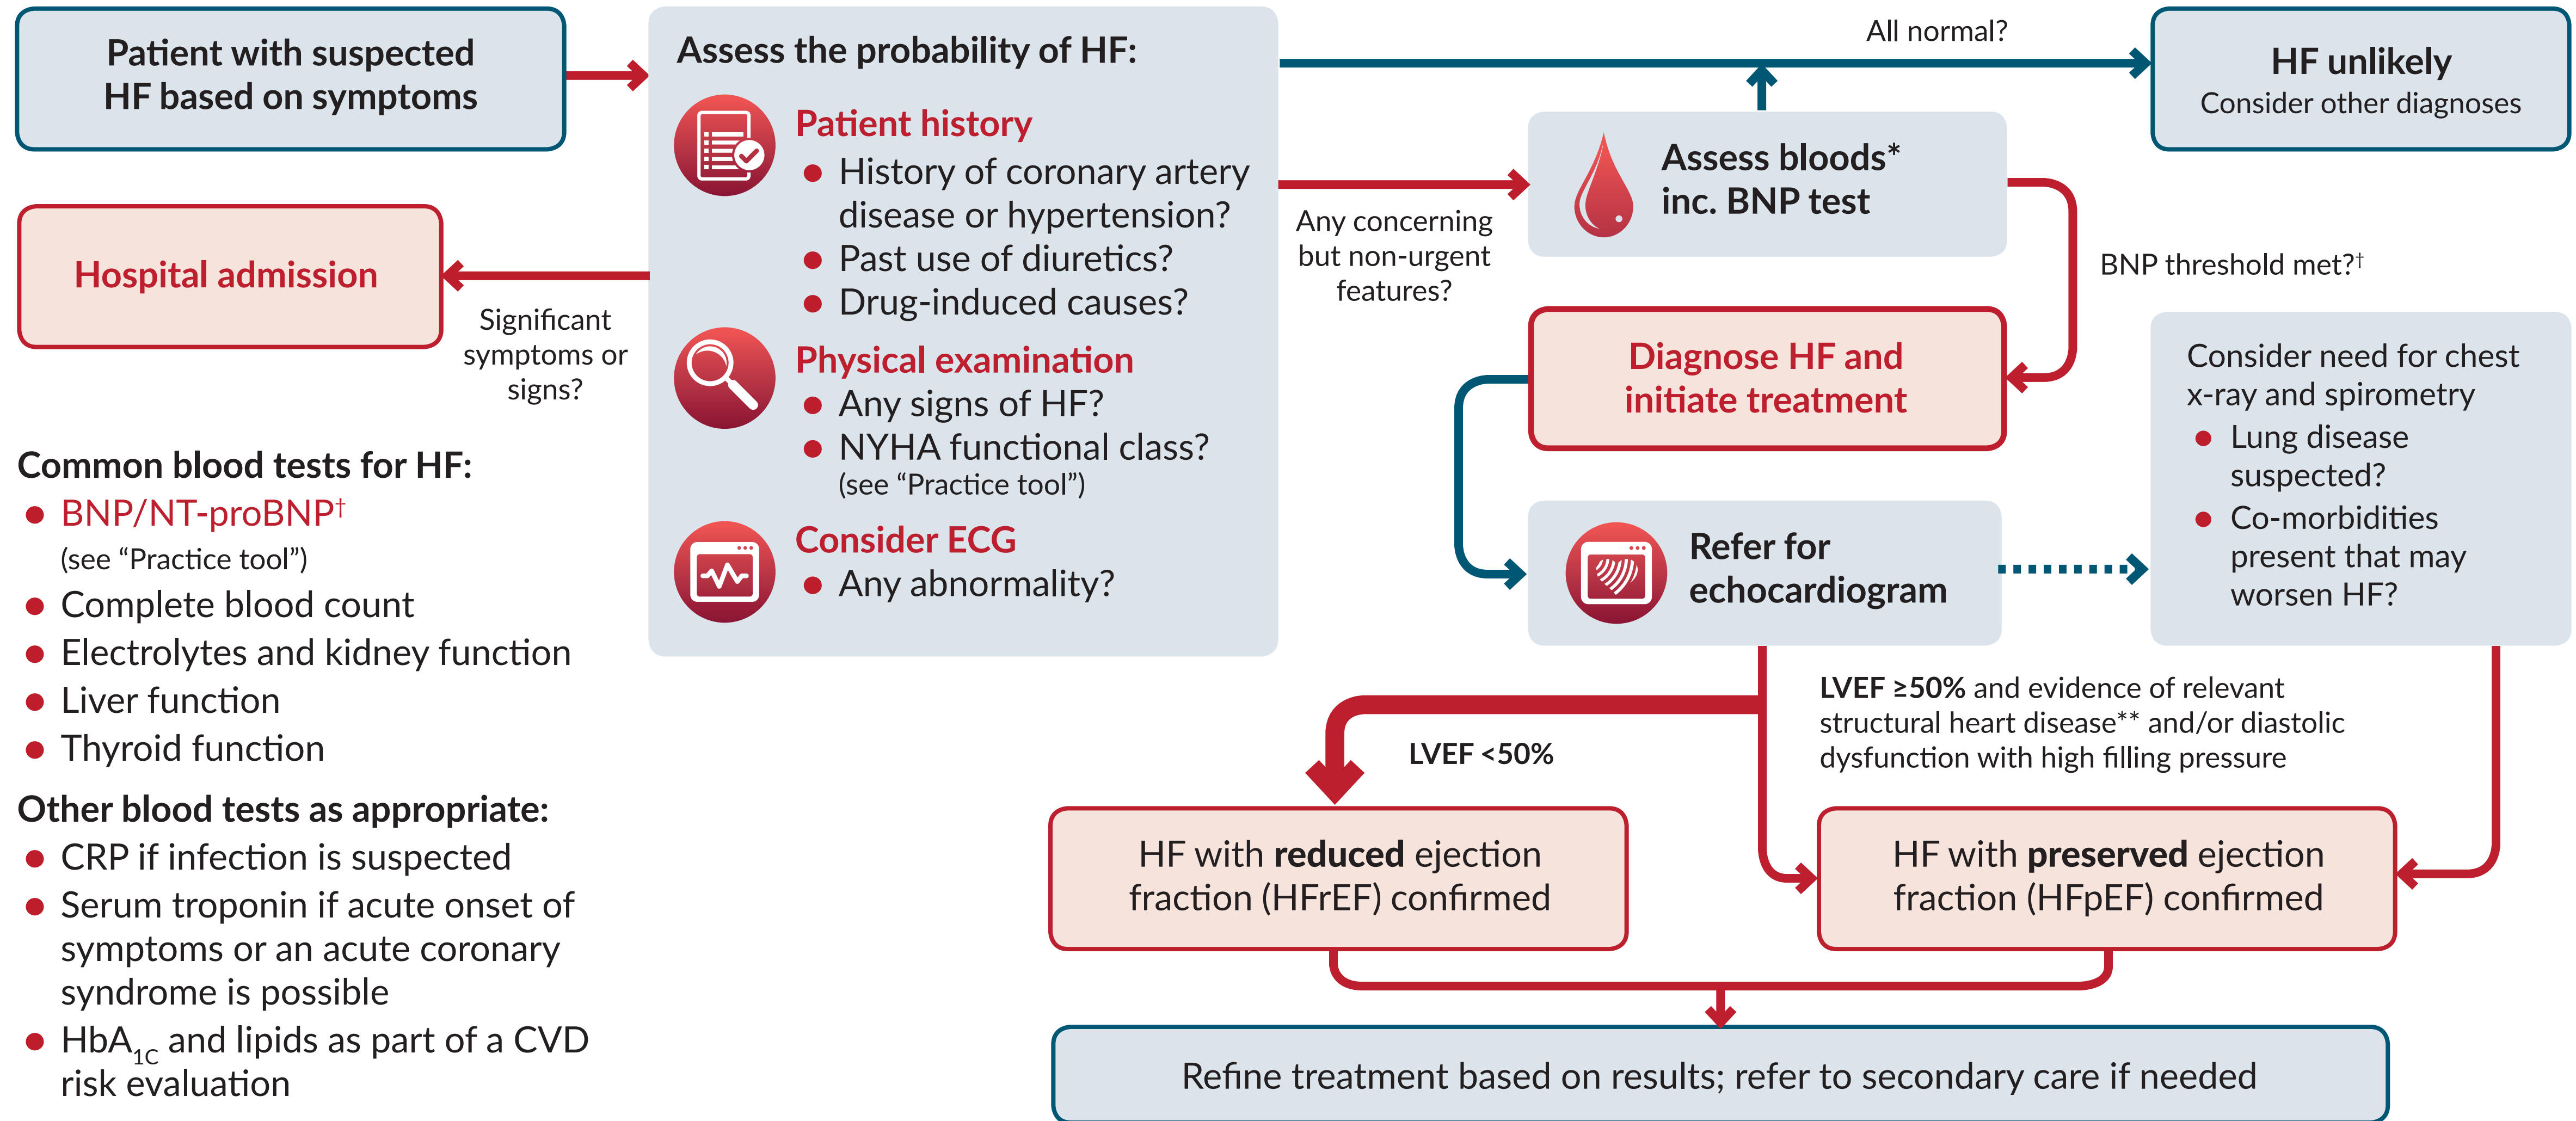 Patient with suspected
HF based on symptoms
Hospital admission
Significant
symptoms or
signs?
Common blood tests for HF:
● BNP/NT-proBNP†
(see “Practice tool”)
● Complete blood count
● Electrolytes and kidney function
● Liver function
● Thyroid function
Other blood tests as appropriate:
● CRP if infection is suspected
● Serum troponin if acute onset of
symptoms or an acute coronary
syndrome is possible
● HbA1C and lipids as part of a CVD
risk evaluation
Assess the probability of HF:
Patient history
● History of coronary artery
disease or hypertension?
● Past use of diuretics?
● Drug-induced causes?
Physical examination
● Any signs of HF?
● NYHA functional class?
(see “Practice tool”)
Consider ECG
● Any abnormality?
All normal?
HF unlikely
Consider other diagnoses
Any concerning
but non-urgent
features?
Assess bloods*
inc. BNP test
BNP threshold met?†
Diagnose HF and
initiate treatment
Refer for
echocardiogram
Consider need for chest
x-ray and spirometry
● Lung disease
suspected?
● Co-morbidities
present that may
worsen HF?
LVEF <50%
LVEF ≥50% and evidence of relevant
structural heart disease** and/or diastolic
dysfunction with high filling pressure
HF with reduced ejection
fraction (HFrEF) confirmed
HF with preserved ejection
fraction (HFpEF) confirmed
Refine treatment based on results; refer to secondary care if needed